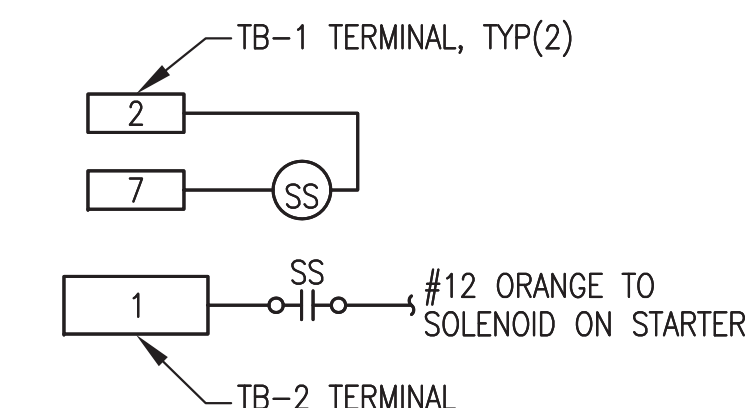 TB-1 TERMINAL, TYP(2)
2
7
SS
SS
1
#12 ORANGE TO
SOLENOID ON STARTER
TB-2 TERMINAL